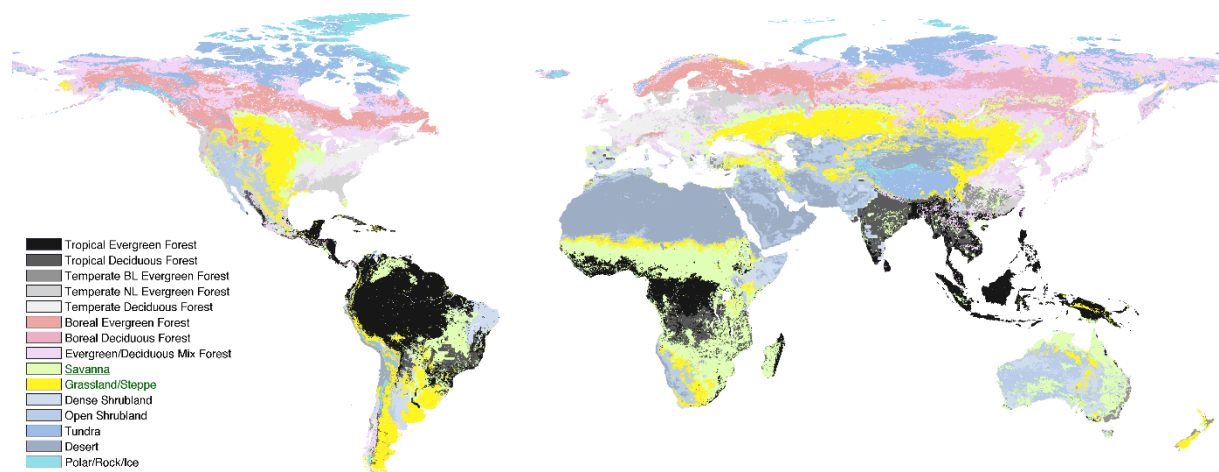 Tropical Evergreen Forest
Tropical Deciduous Forest
Temperate BL Evergreen Forest
Temperate NL Evergreen Forest
Temperate Deciduous Forest
Boreal Evergreen Forest
Boreal Deciduous Forest
Evergreen/Deciduous Mix Forest
Savanna
Grassland/Steppe
Dense Shrubland
Open Shrubland
Tundra
Desert
Polar/Rock/Ice